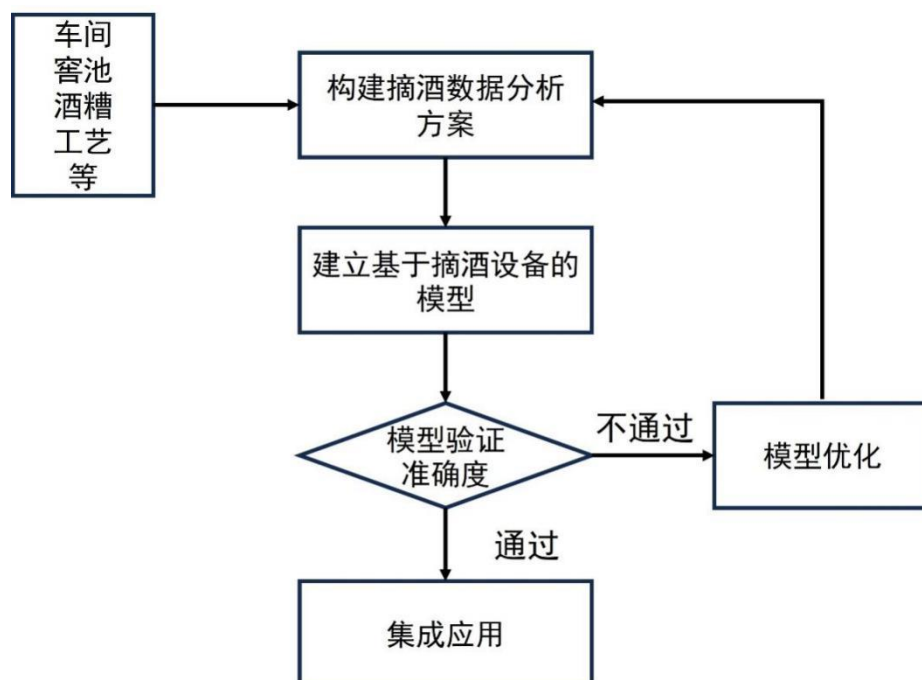 车间
窖池
酒糟
工艺
等
构建摘酒数据分析
方案
建立基于摘酒设备的
模型
模型验证
准确度
不通过
模型优化
通过
集成应用